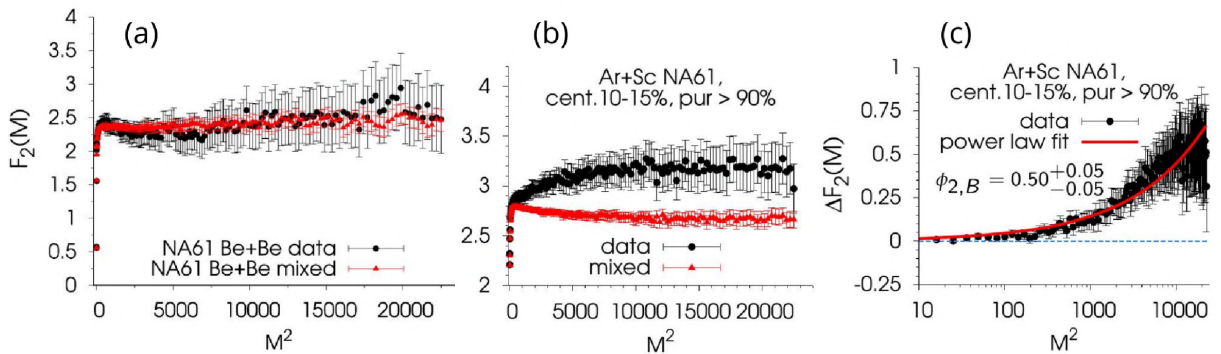 (a)
4
3.5
3
2.5
2
1.5
1
0.5
0
F₂(M)
NA61 Be+Be data
NA61 Be+Be mixed
0 5000 10000 15000 20000
M²
(b)
Ar+Sc NA61,
cent.10-15%, pur > 90%
4
3.5
3
2.5
2
data
mixed
0 5000 10000 15000 20000
M²
(c)
1
0.75
0.5
0.25
0
-0.25
ΔF₂(M)
Ar+Sc NA61,
cent.10-15%, pur > 90%
data
power law fit
ϕ₂,B = 0.50 +0.05 -0.05
10 100 1000 10000
M²